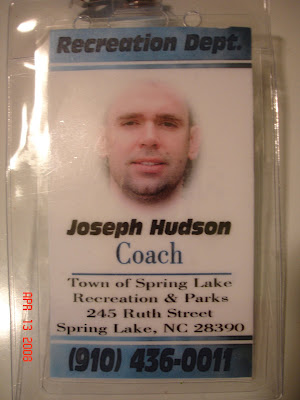 Recreation Dept.
Joseph Hudson
Coach
Town of Spring Lake
Recreation & Parks
245 Ruth Street
Spring Lake, NC 28390
(910) 436-0011
APR 13 2008